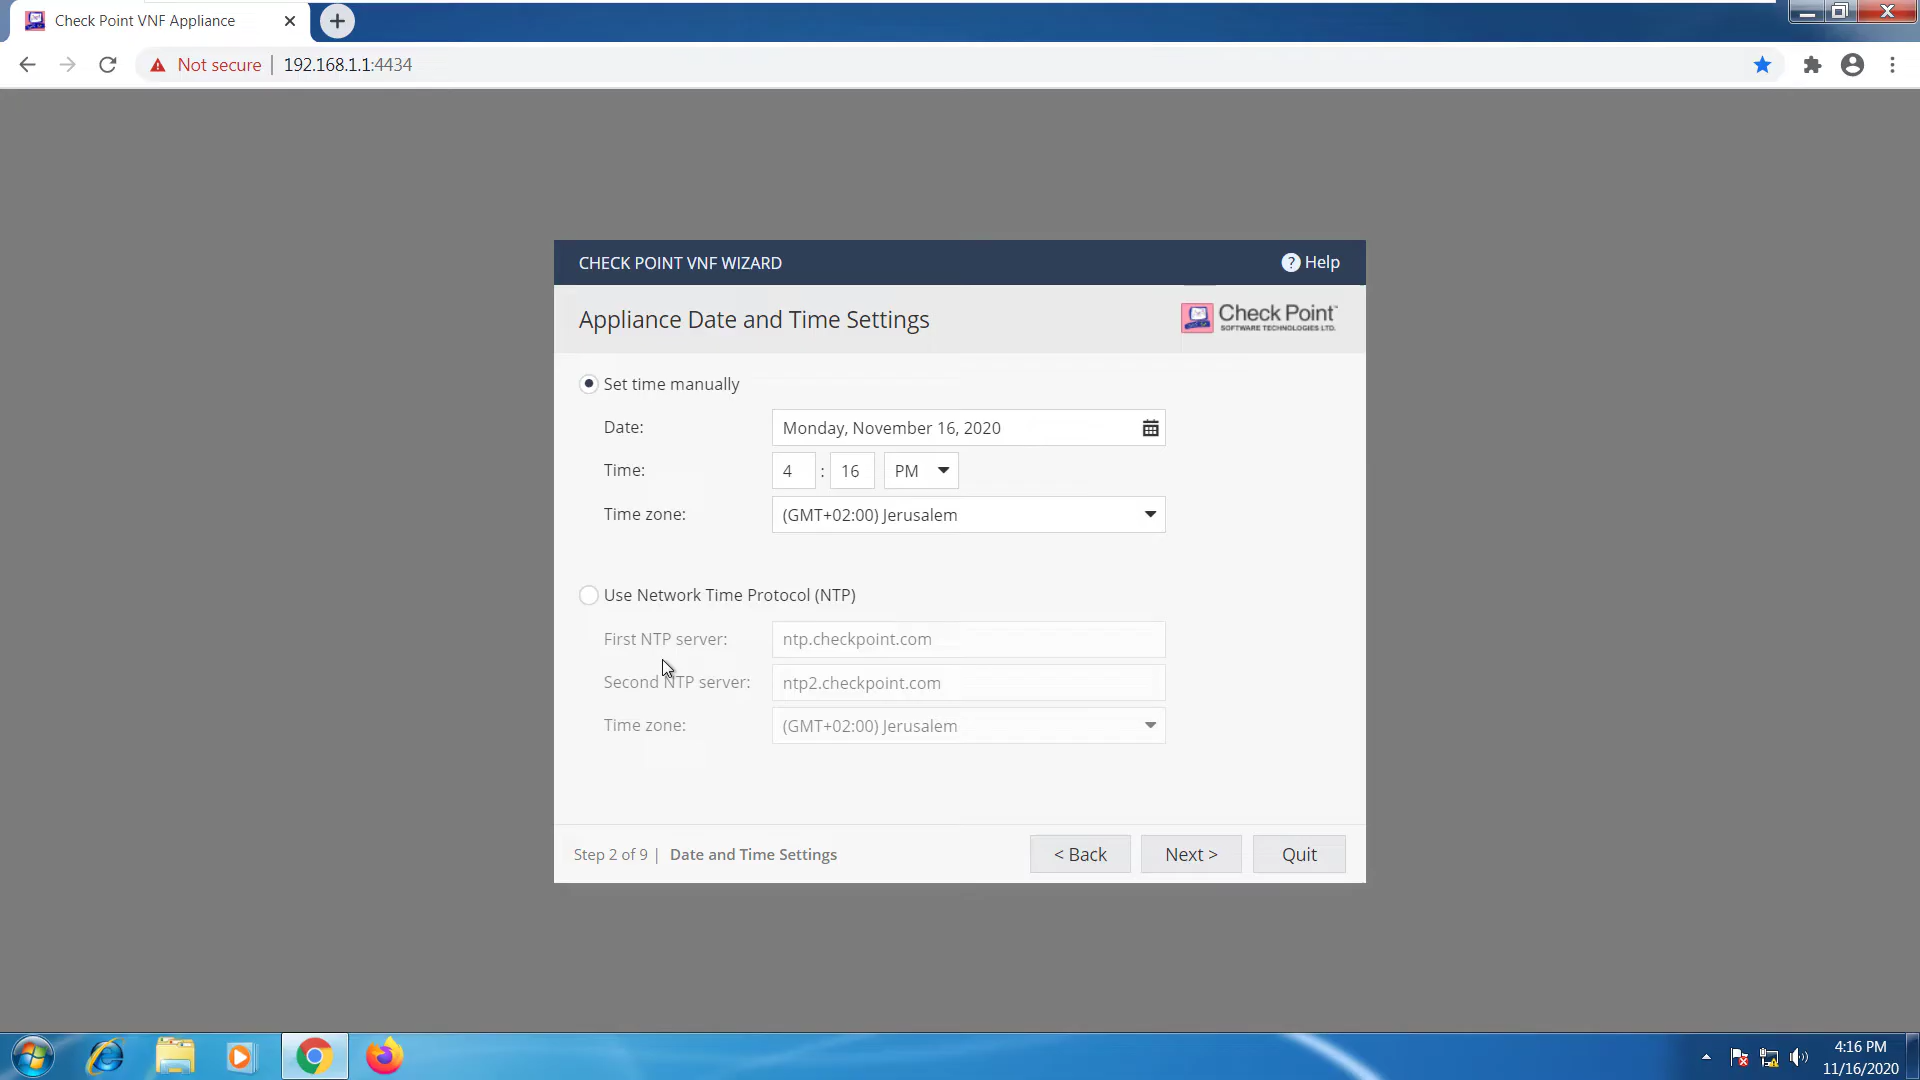 Check Point VNF Appliance
Not secure | 192.168.1.1:4434
CHECK POINT VNF WIZARD
? Help
Appliance Date and Time Settings
Check Point™
SOFTWARE TECHNOLOGIES LTD.
Set time manually
Date: Monday, November 16, 2020
Time: 4 : 16 PM
Time zone: (GMT+02:00) Jerusalem
Use Network Time Protocol (NTP)
First NTP server: ntp.checkpoint.com
Second NTP server: ntp2.checkpoint.com
Time zone: (GMT+02:00) Jerusalem
Step 2 of 9 | Date and Time Settings
< Back Next > Quit
4:16 PM
11/16/2020